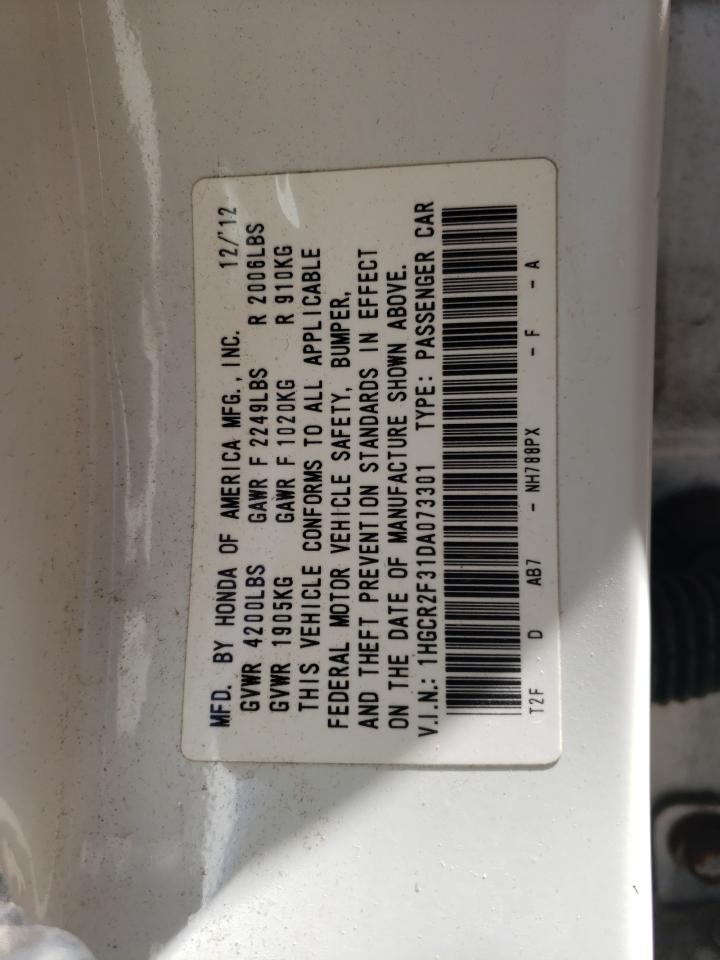 MFD. BY HONDA OF AMERICA MFG., INC. 12/'12
GVWR 4200LBS GAWR F 2249LBS R 2006LBS
GVWR 1905KG GAWR F 1020KG R 910KG
THIS VEHICLE CONFORMS TO ALL APPLICABLE
FEDERAL MOTOR VEHICLE SAFETY, BUMPER,
AND THEFT PREVENTION STANDARDS IN EFFECT
ON THE DATE OF MANUFACTURE SHOWN ABOVE.
V.I.N.: 1HGCR2F31DA073301 TYPE: PASSENGER CAR
T2F D AB7 - NH788PX - F - A